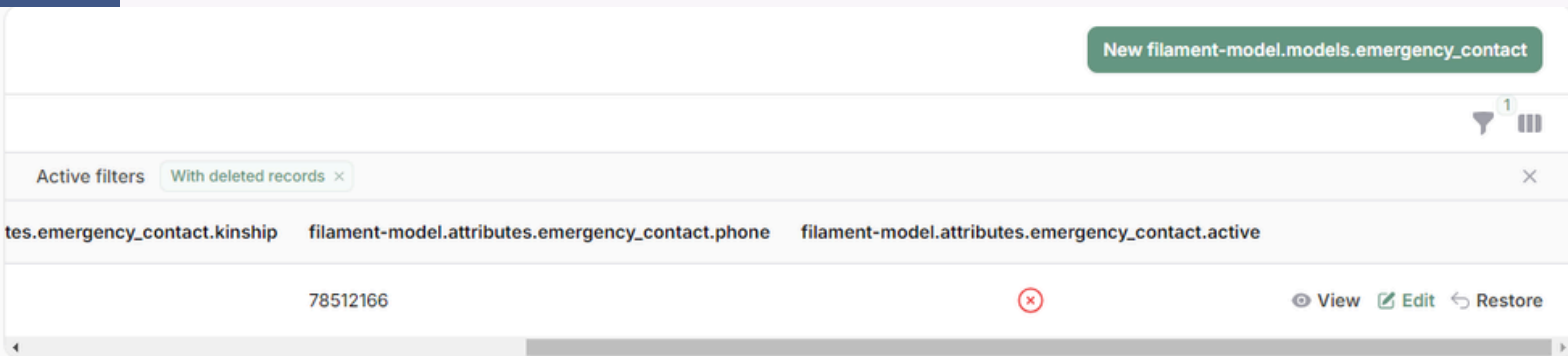 New filament-model.models.emergency_contact
1
Active filters With deleted records ×
tes.emergency_contact.kinship filament-model.attributes.emergency_contact.phone filament-model.attributes.emergency_contact.active
78512166 View Edit Restore